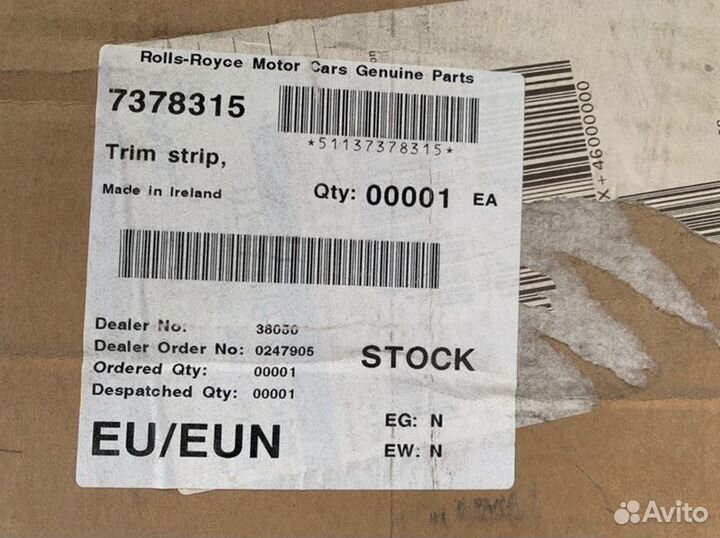 Rolls-Royce Motor Cars Genuine Parts
7378315
*51137378315*
Trim strip,
Made in Ireland
Qty: 00001 EA
Dealer No: 38050
Dealer Order No: 0247905
Ordered Qty: 00001
Despatched Qty: 00001
STOCK
EU/EUN
EG: N
EW: N
X+46000000
Avito